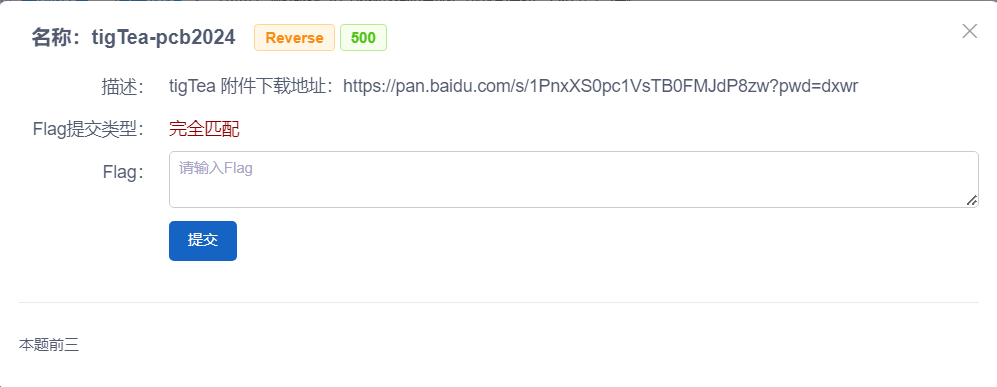 名称：tigTea-pcb2024 Reverse 500
描述： tigTea 附件下载地址：https://pan.baidu.com/s/1PnxXS0pc1VsTB0FMJdP8zw?pwd=dxwr
Flag提交类型： 完全匹配
Flag： 请输入Flag
提交
本题前三